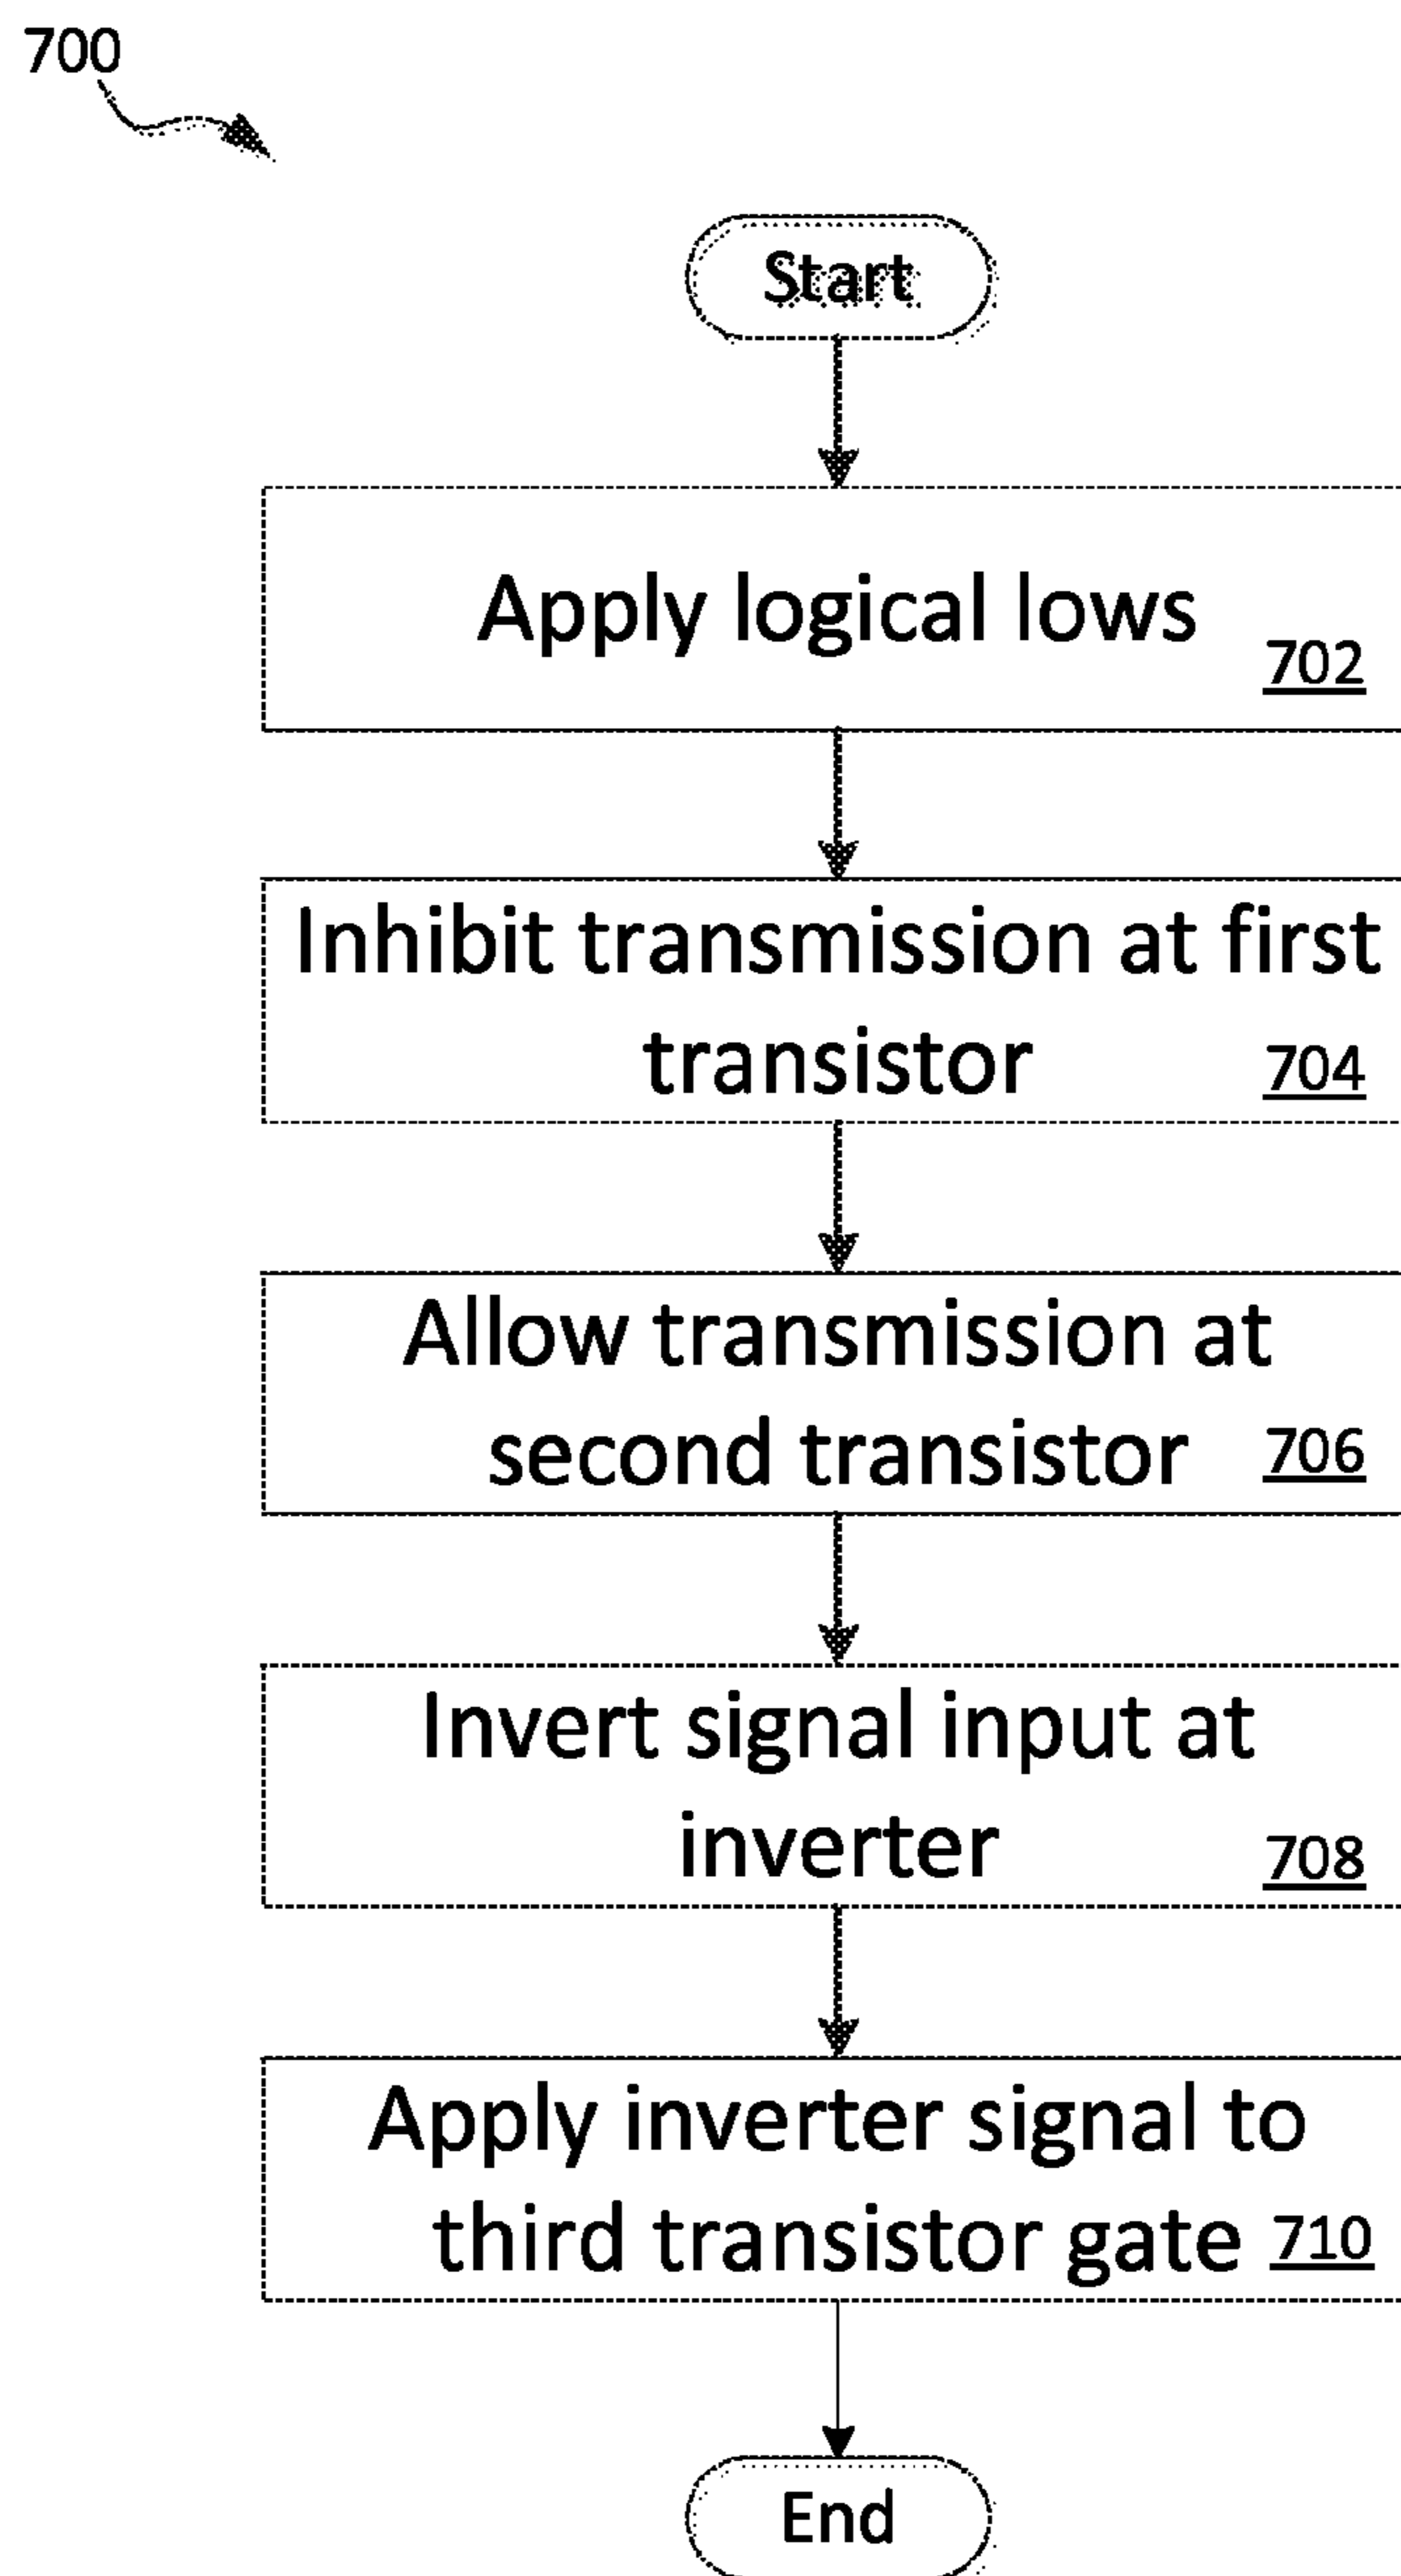 700
Start
Apply logical lows
702
Inhibit transmission at first
transistor
704
Allow transmission at
second transistor
706
Invert signal input at
inverter
708
Apply inverter signal to
third transistor gate
710
End